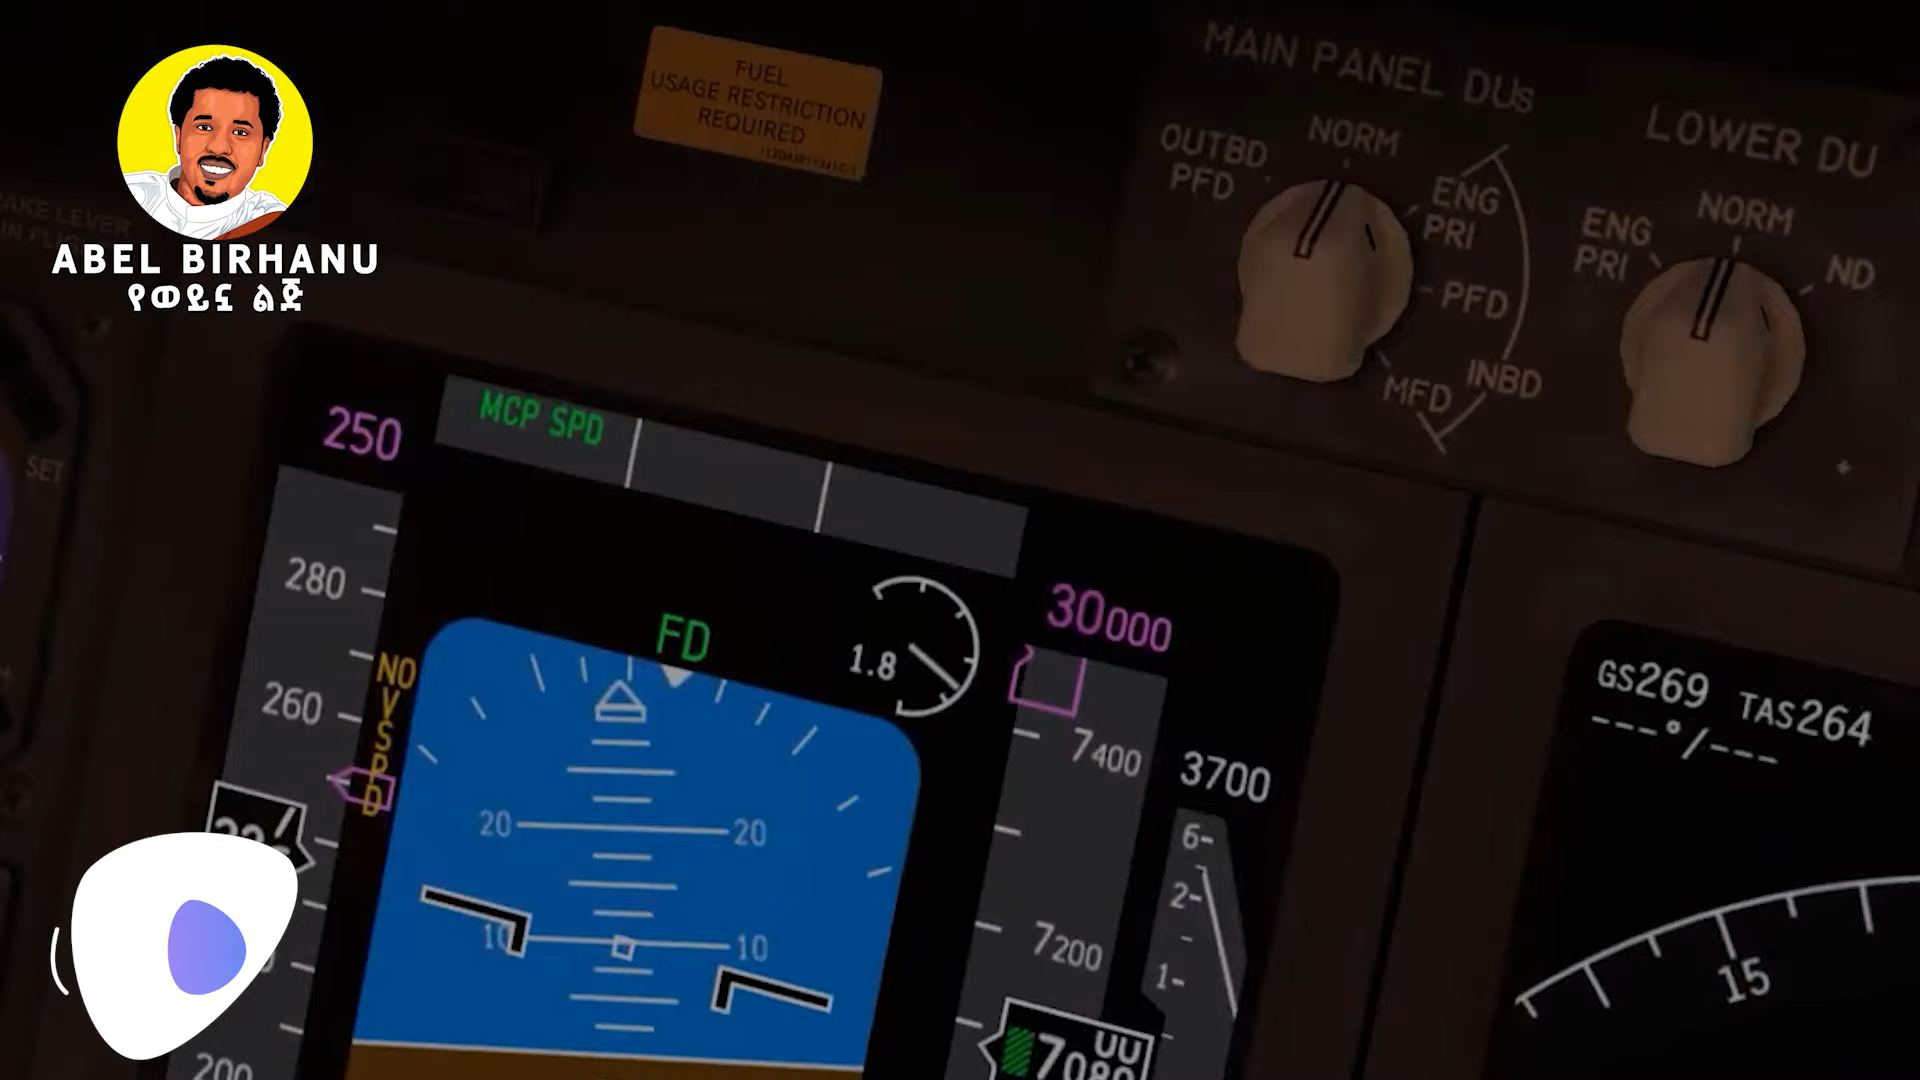 ABEL BIRHANU
የወይኗ ልጅ
FUEL
USAGE RESTRICTION
REQUIRED
MAIN PANEL DUs
OUTBD
PFD
NORM
ENG
PRI
PFD
INBD
MFD
LOWER DU
ENG
PRI
NORM
ND
SET
250
MCP SPD
280
260
200
NO
V
S
P
D
FD
1.8
30000
7400
7200
3700
6
2
1
20
20
10
10
GS269 TAS264
---°/---
15